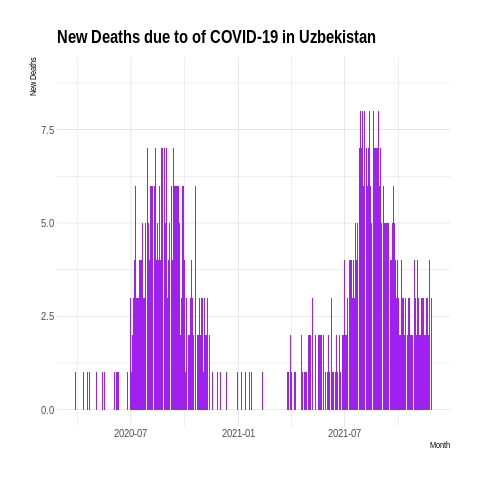 New Deaths due to of COVID-19 in Uzbekistan
New Deaths
7.5
5.0
2.5
0.0
2020-07
2021-01
2021-07
Month